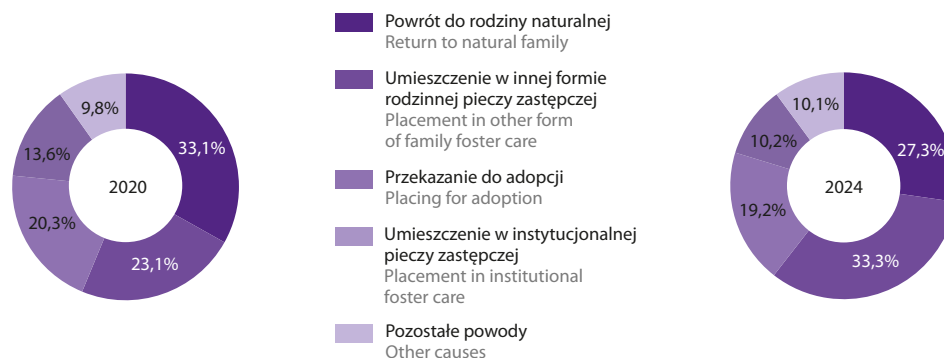 9,8%
33,1%
13,6%
2020
20,3%
23,1%
Powrót do rodziny naturalnej
Return to natural family
Umieszczenie w innej formie
rodzinnej pieczy zastępczej
Placement in other form
of family foster care
Przekazanie do adopcji
Placing for adoption
Umieszczenie w instytucjonalnej
pieczy zastępczej
Placement in institutional
foster care
Pozostałe powody
Other causes
10,1%
27,3%
10,2%
2024
19,2%
33,3%